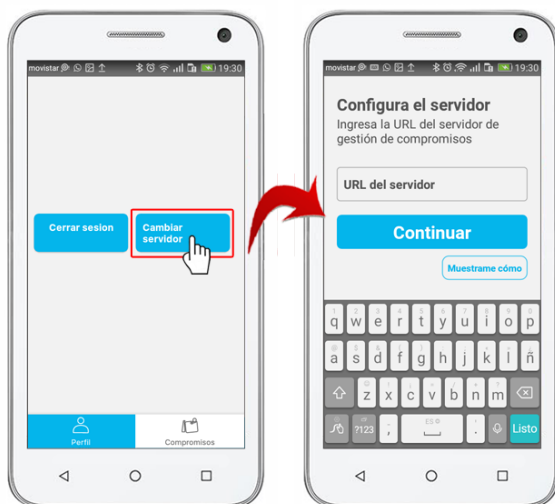 movistar 19:30
Cerrar sesion
Cambiar
servidor
Perfil
Compromisos
movistar 19:30
Configura el servidor
Ingresa la URL del servidor de
gestión de compromisos
URL del servidor
Continuar
Muestrame cómo
q w e r t y u i o p
a s d f g h j k l ñ
z x c v b n m
?123 , ES . Listo